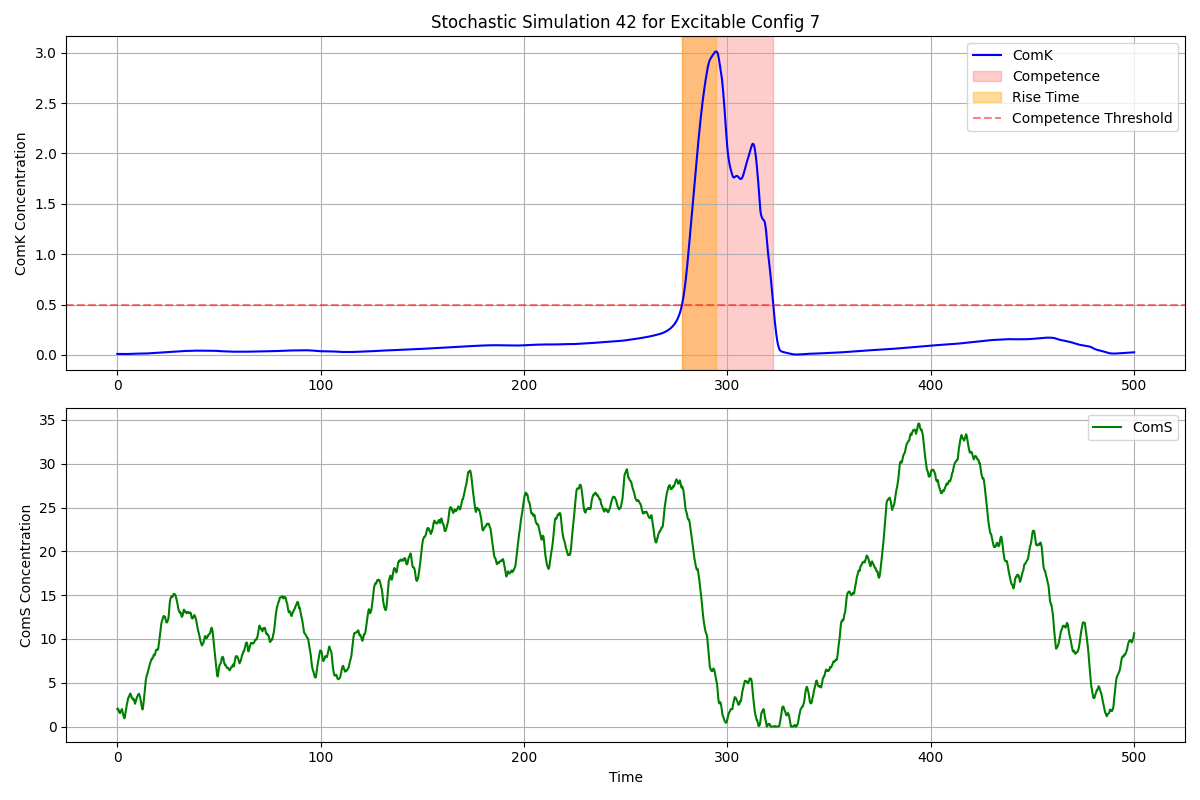 Stochastic Simulation 42 for Excitable Config 7
ComK Concentration
3.0
2.5
2.0
1.5
1.0
0.5
0.0
ComK
Competence
Rise Time
Competence Threshold
0 100 200 300 400 500
ComS Concentration
35
30
25
20
15
10
5
0
ComS
0 100 200 300 400 500
Time